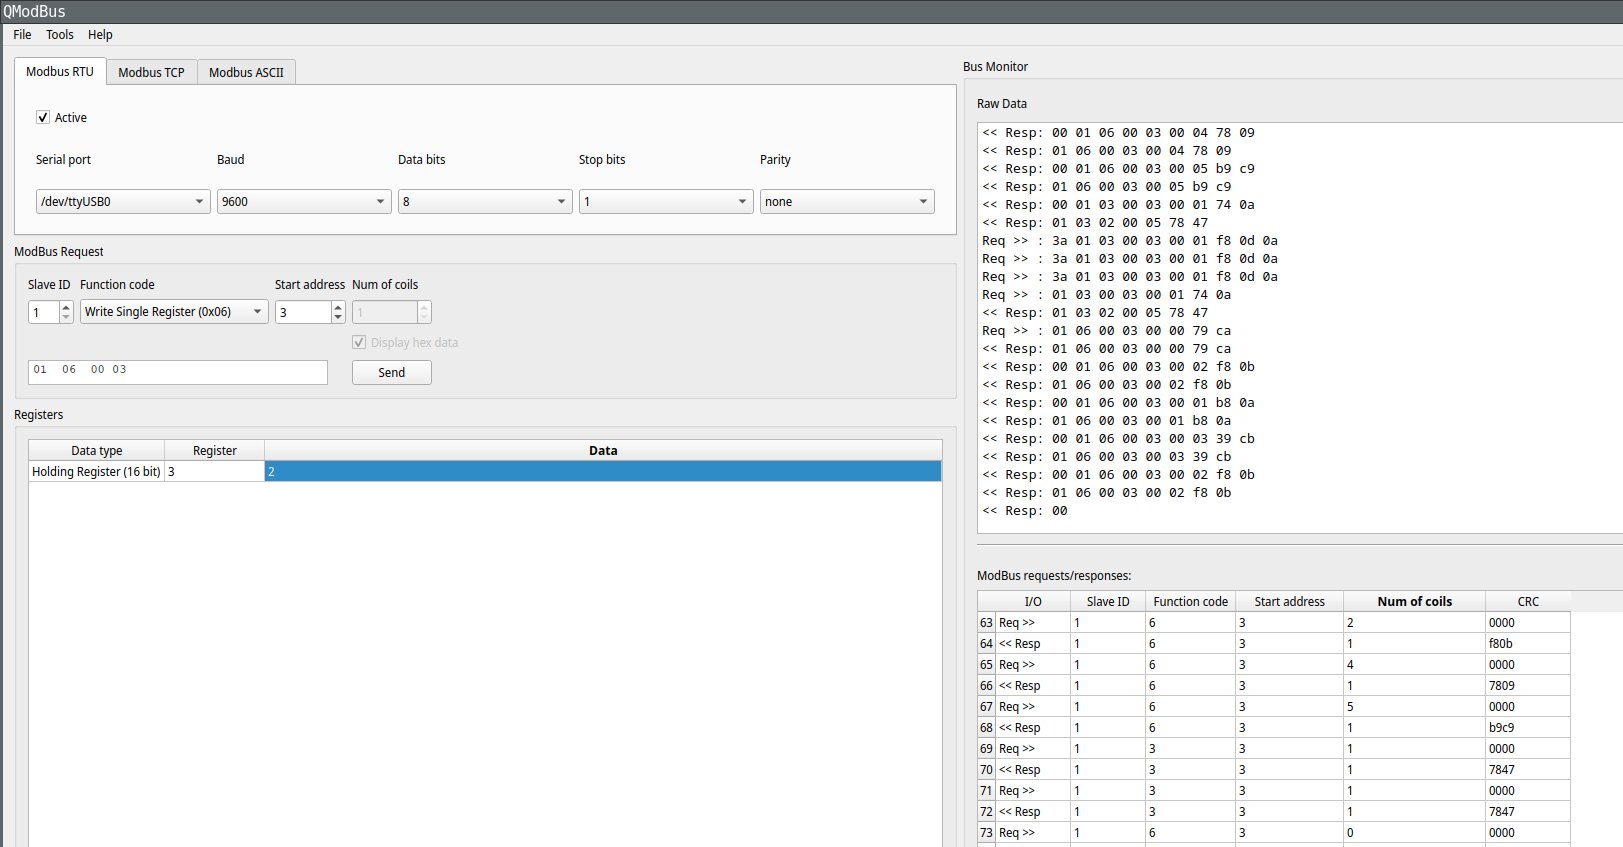 QModBus
File Tools Help
Modbus RTU Modbus TCP Modbus ASCII
Active
Serial port Baud Data bits Stop bits Parity
/dev/ttyUSB0 9600 8 1 none
ModBus Request
Slave ID Function code Start address Num of coils
1 Write Single Register (0x06) 3 1
Display hex data
01 06 00 03 Send
Registers
Data type Register Data
Holding Register (16 bit) 3 2
Bus Monitor
Raw Data
<< Resp: 00 01 06 00 03 00 04 78 09
<< Resp: 01 06 00 03 00 04 78 09
<< Resp: 00 01 06 00 03 00 05 b9 c9
<< Resp: 01 06 00 03 00 05 b9 c9
<< Resp: 00 01 03 00 03 00 01 74 0a
<< Resp: 01 03 02 00 05 78 47
Req >> : 3a 01 03 00 03 00 01 f8 0d 0a
Req >> : 3a 01 03 00 03 00 01 f8 0d 0a
Req >> : 3a 01 03 00 03 00 01 f8 0d 0a
Req >> : 01 03 00 03 00 01 74 0a
<< Resp: 01 03 02 00 05 78 47
Req >> : 01 06 00 03 00 00 79 ca
<< Resp: 01 06 00 03 00 00 79 ca
<< Resp: 00 01 06 00 03 00 02 f8 0b
<< Resp: 01 06 00 03 00 02 f8 0b
<< Resp: 00 01 06 00 03 00 01 b8 0a
<< Resp: 01 06 00 03 00 01 b8 0a
<< Resp: 00 01 06 00 03 00 03 39 cb
<< Resp: 01 06 00 03 00 03 39 cb
<< Resp: 00 01 06 00 03 00 02 f8 0b
<< Resp: 01 06 00 03 00 02 f8 0b
<< Resp: 00
ModBus requests/responses:
I/O Slave ID Function code Start address Num of coils CRC
63 Req >> 1 6 3 2 0000
64 << Resp 1 6 3 1 f80b
65 Req >> 1 6 3 4 0000
66 << Resp 1 6 3 1 7809
67 Req >> 1 6 3 5 0000
68 << Resp 1 6 3 1 b9c9
69 Req >> 1 3 3 1 0000
70 << Resp 1 3 3 1 7847
71 Req >> 1 3 3 1 0000
72 << Resp 1 3 3 1 7847
73 Req >> 1 6 3 0 0000